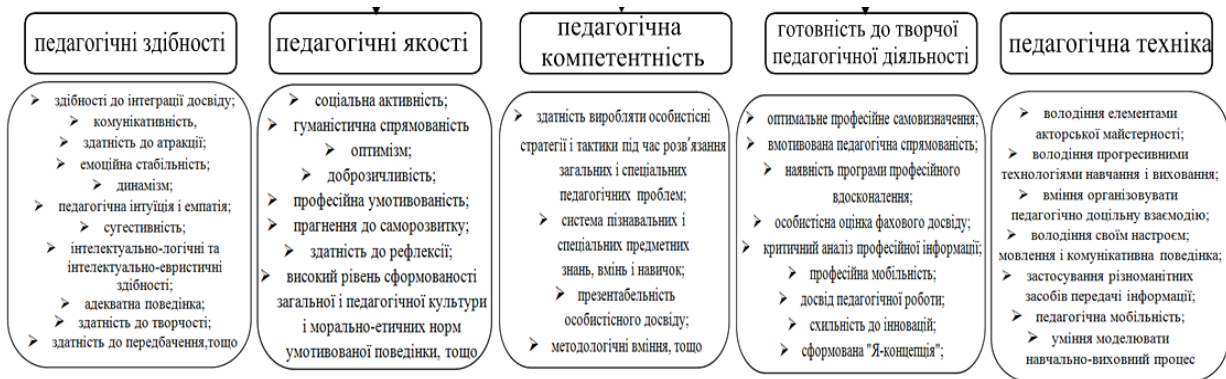 педагогічні здібності
➢ здібності до інтеграції досвіду;
➢ комунікативність,
➢ здатність до атракції;
➢ емоційна стабільність;
➢ динамізм;
➢ педагогічна інтуїція і емпатія;
➢ сугестивність;
➢ інтелектуально-логічні та
інтелектуально-евристичні
здібності;
➢ адекватна поведінка;
➢ здатність до творчості;
➢ здатність до передбачення,тощо
педагогічні якості
➢ соціальна активність;
➢ гуманістична спрямованість
➢ оптимізм;
➢ доброзичливість;
➢ професійна умотивованість;
➢ прагнення до саморозвитку;
➢ здатність до рефлексії;
➢ високий рівень сформованості
загальної і педагогічної культури
і морально-етичних норм
умотивованої поведінки, тощо
педагогічна
компетентність
➢ здатність виробляти особистісні
стратегії і тактики під час розв'язання
загальних і спеціальних
педагогічних проблем;
➢ система пізнавальних і
спеціальних предметних
знань, вмінь і навичок;
➢ презентабельність
особистісного досвіду;
➢ методологічні вміння, тощо
готовність до творчої
педагогічної діяльності
➢ оптимальне професійне самовизначення;
➢ вмотивована педагогічна спрямованість;
➢ наявність програми професійного
вдосконалення;
➢ особистісна оцінка фахового досвіду;
➢ критичний аналіз професійної інформації;
➢ професійна мобільність;
➢ досвід педагогічної роботи;
➢ схильність до інновацій;
➢ сформована "Я-концепція";
педагогічна техніка
➢ володіння елементами
акторської майстерності;
➢ володіння прогресивними
технологіями навчання і виховання;
➢ вміння організовувати
педагогічно доцільну взаємодію;
➢ володіння своїм настроєм;
мовлення і комунікативна поведінка;
➢ застосування різноманітних
засобів передачі інформації;
➢ педагогічна мобільність;
➢ уміння моделювати
навчально-виховний процес